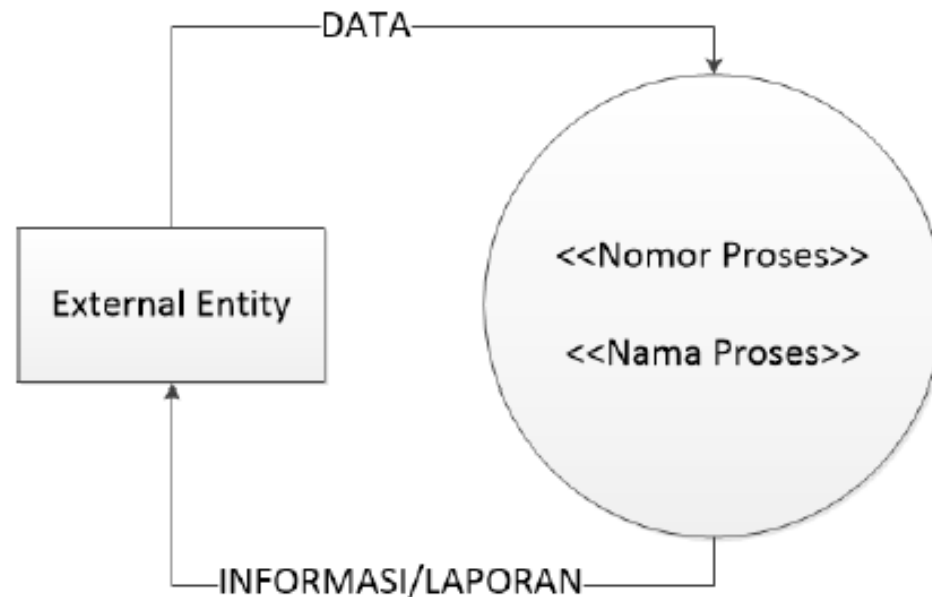 DATA
<<Nomor Proses>>
External Entity
<<Nama Proses>>
INFORMASI/LAPORAN